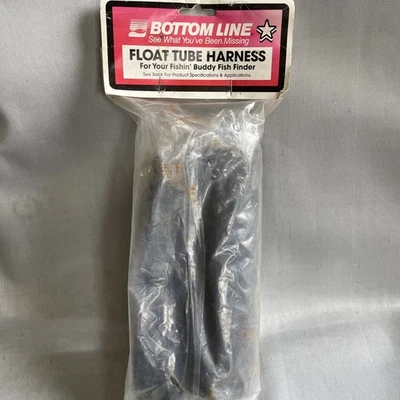 BOTTOM LINE
See What You've Been Missing
FLOAT TUBE HARNESS
For Your Fishin' Buddy Fish Finder
See Back For Product Specifications & Applications